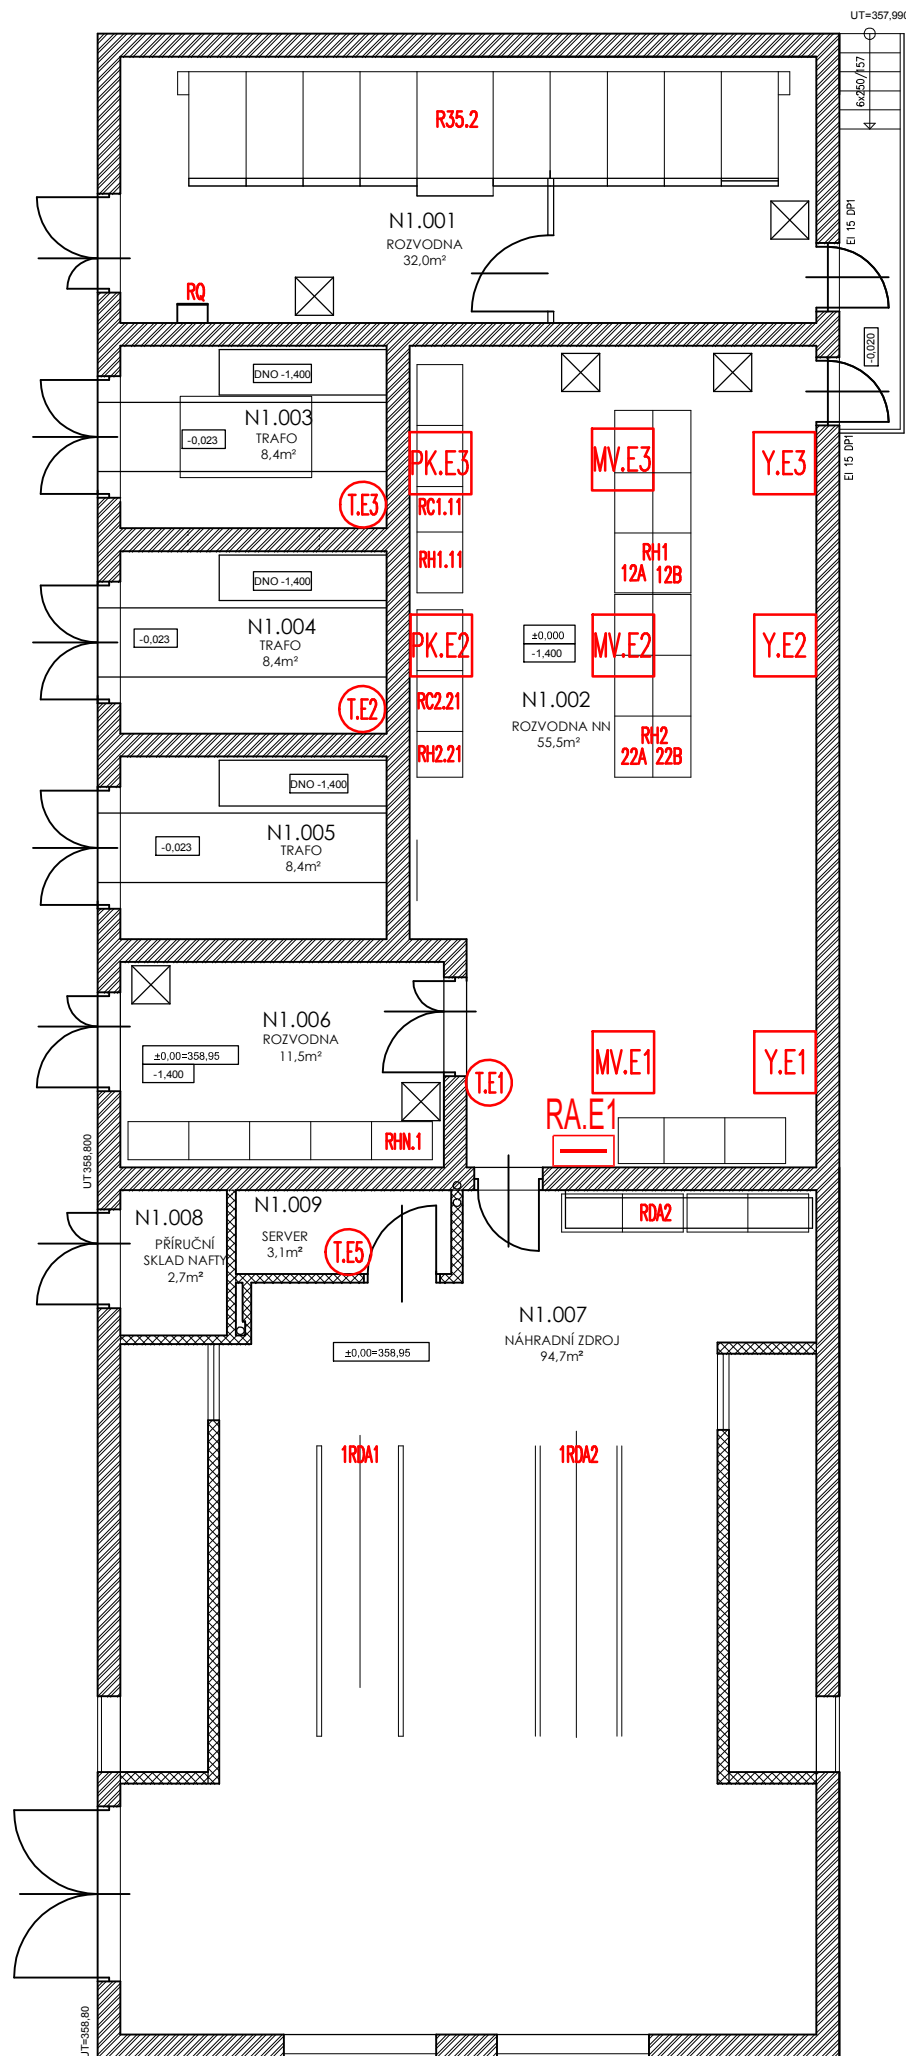 UT=357,990
6x250/157
R35.2
N1.001
ROZVODNA
32,0m²
EI 15 DP1
RQ
-0,020
DNO -1,400
N1.003
TRAFO
8,4m²
-0,023
T.E3
PK.E3
MV.E3
Y.E3
EI 15 DP1
RC1.11
RH1.11
RH1
12A 12B
DNO -1,400
N1.004
TRAFO
8,4m²
-0,023
T.E2
PK.E2
±0,000
-1,400
MV.E2
Y.E2
RC2.21
RH2.21
N1.002
ROZVODNA NN
55,5m²
RH2
22A 22B
DNO -1,400
N1.005
TRAFO
8,4m²
-0,023
N1.006
ROZVODNA
11,5m²
±0,00=358,95
-1,400
T.E1
MV.E1
Y.E1
RA.E1
RHN.1
UT358,800
N1.008
PŘÍRUČNÍ
SKLAD NAFTY
2,7m²
N1.009
SERVER
3,1m²
T.E5
RDA2
N1.007
NÁHRADNÍ ZDROJ
94,7m²
±0,00=358,95
1RDA1
1RDA2
UT=358,80